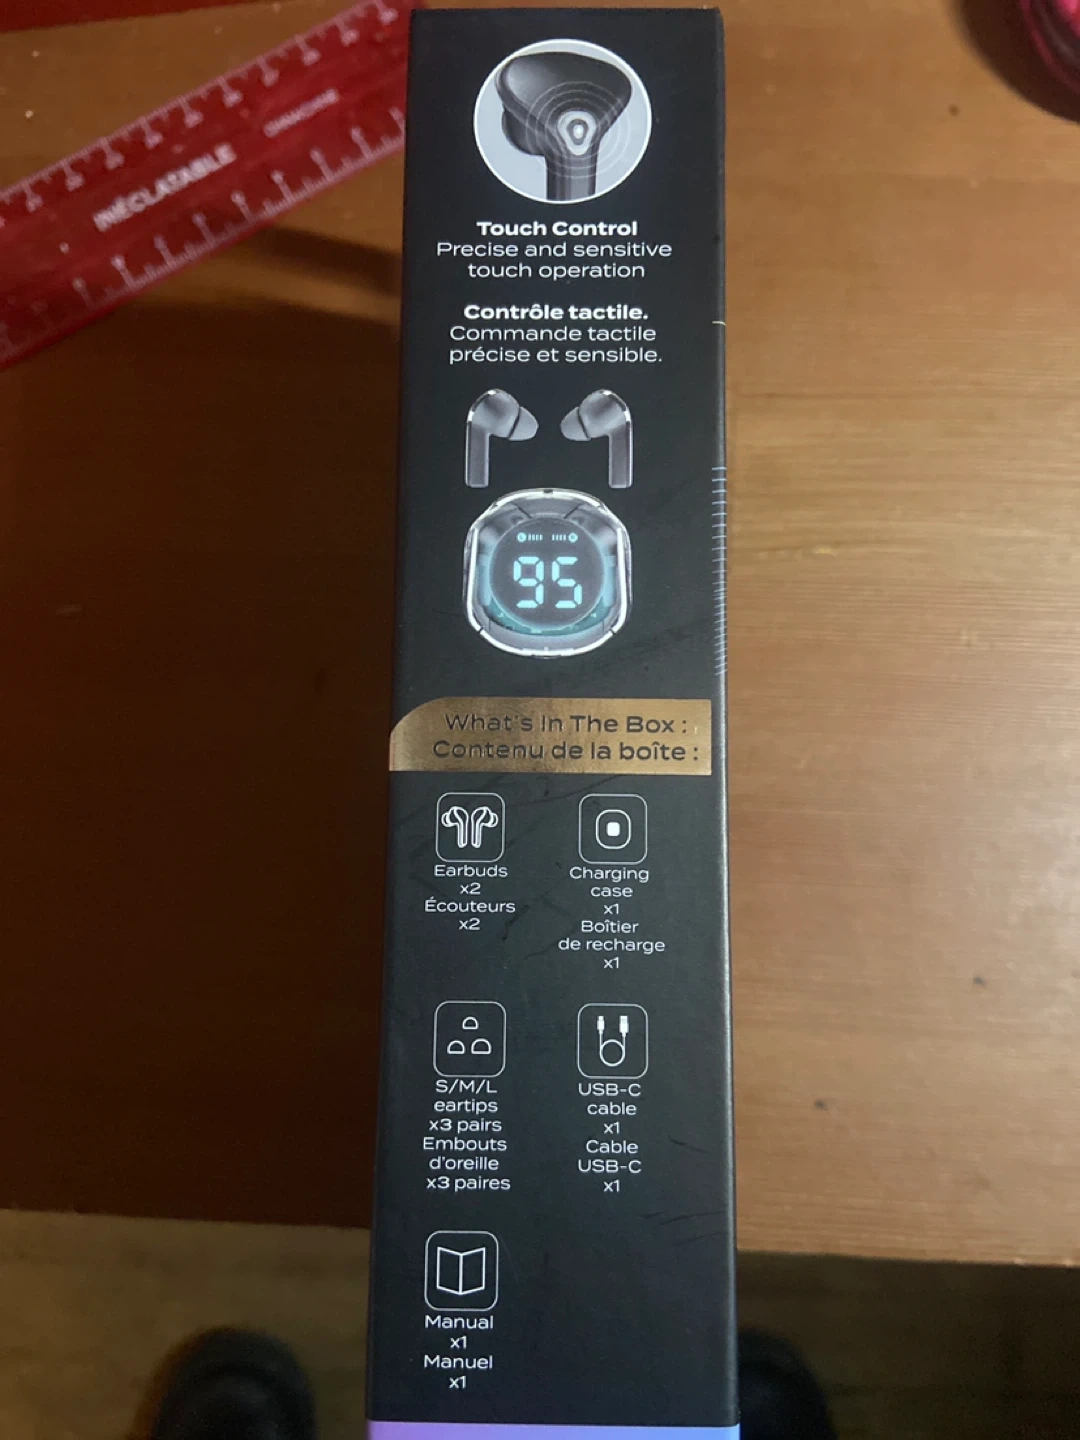 INÉCLATABLE
Touch Control
Precise and sensitive
touch operation
Contrôle tactile.
Commande tactile
précise et sensible.
95
What's In The Box :
Contenu de la boîte :
Earbuds
x2
Écouteurs
x2
Charging
case
x1
Boîtier
de recharge
x1
S/M/L
eartips
x3 pairs
Embouts
d'oreille
x3 paires
USB-C
cable
x1
Cable
USB-C
x1
Manual
x1
Manuel
x1